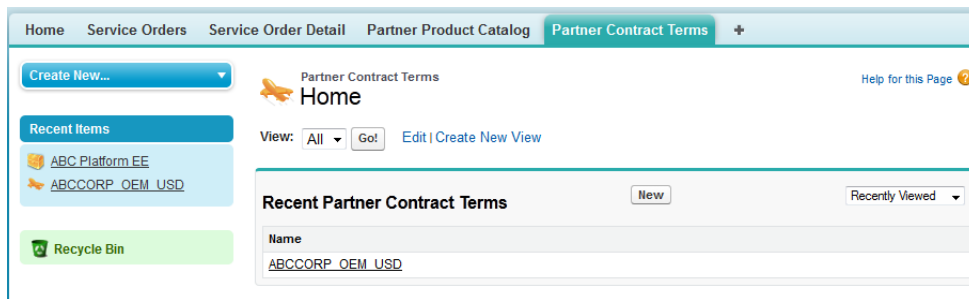 Home Service Orders Service Order Detail Partner Product Catalog Partner Contract Terms +
Create New...
Recent Items
ABC Platform EE
ABCCORP_OEM_USD
Recycle Bin
Partner Contract Terms
Home
Help for this Page ?
View: All Go! Edit | Create New View
Recent Partner Contract Terms New Recently Viewed
Name
ABCCORP_OEM_USD